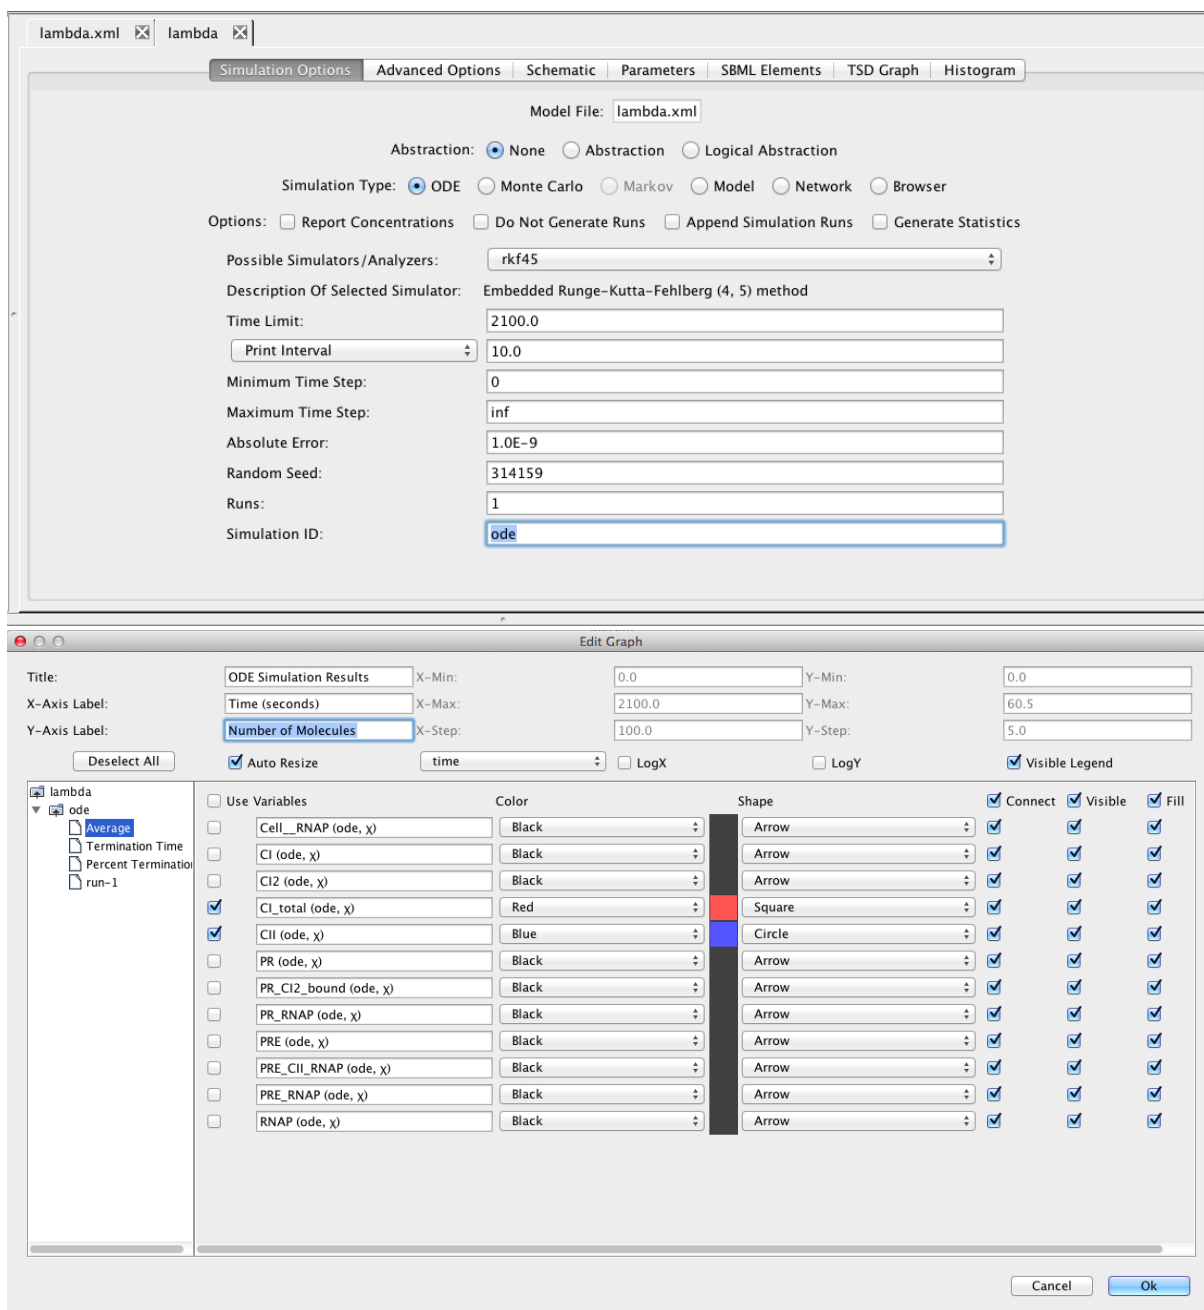 lambda.xml lambda
Simulation Options Advanced Options Schematic Parameters SBML Elements TSD Graph Histogram
Model File: lambda.xml
Abstraction: None Abstraction Logical Abstraction
Simulation Type: ODE Monte Carlo Markov Model Network Browser
Options: Report Concentrations Do Not Generate Runs Append Simulation Runs Generate Statistics
Possible Simulators/Analyzers: rkf45
Description Of Selected Simulator: Embedded Runge-Kutta-Fehlberg (4, 5) method
Time Limit: 2100.0
Print Interval 10.0
Minimum Time Step: 0
Maximum Time Step: inf
Absolute Error: 1.0E-9
Random Seed: 314159
Runs: 1
Simulation ID: ode
Edit Graph
Title: ODE Simulation Results X-Min: 0.0 Y-Min: 0.0
X-Axis Label: Time (seconds) X-Max: 2100.0 Y-Max: 60.5
Y-Axis Label: Number of Molecules X-Step: 100.0 Y-Step: 5.0
Deselect All Auto Resize time LogX LogY Visible Legend
lambda
ode
Average
Termination Time
Percent Termination
run-1
Use Variables Color Shape Connect Visible Fill
Cell__RNAP (ode, χ) Black Arrow
CI (ode, χ) Black Arrow
CI2 (ode, χ) Black Arrow
CI_total (ode, χ) Red Square
CII (ode, χ) Blue Circle
PR (ode, χ) Black Arrow
PR_CI2_bound (ode, χ) Black Arrow
PR_RNAP (ode, χ) Black Arrow
PRE (ode, χ) Black Arrow
PRE_CII_RNAP (ode, χ) Black Arrow
PRE_RNAP (ode, χ) Black Arrow
RNAP (ode, χ) Black Arrow
Cancel Ok